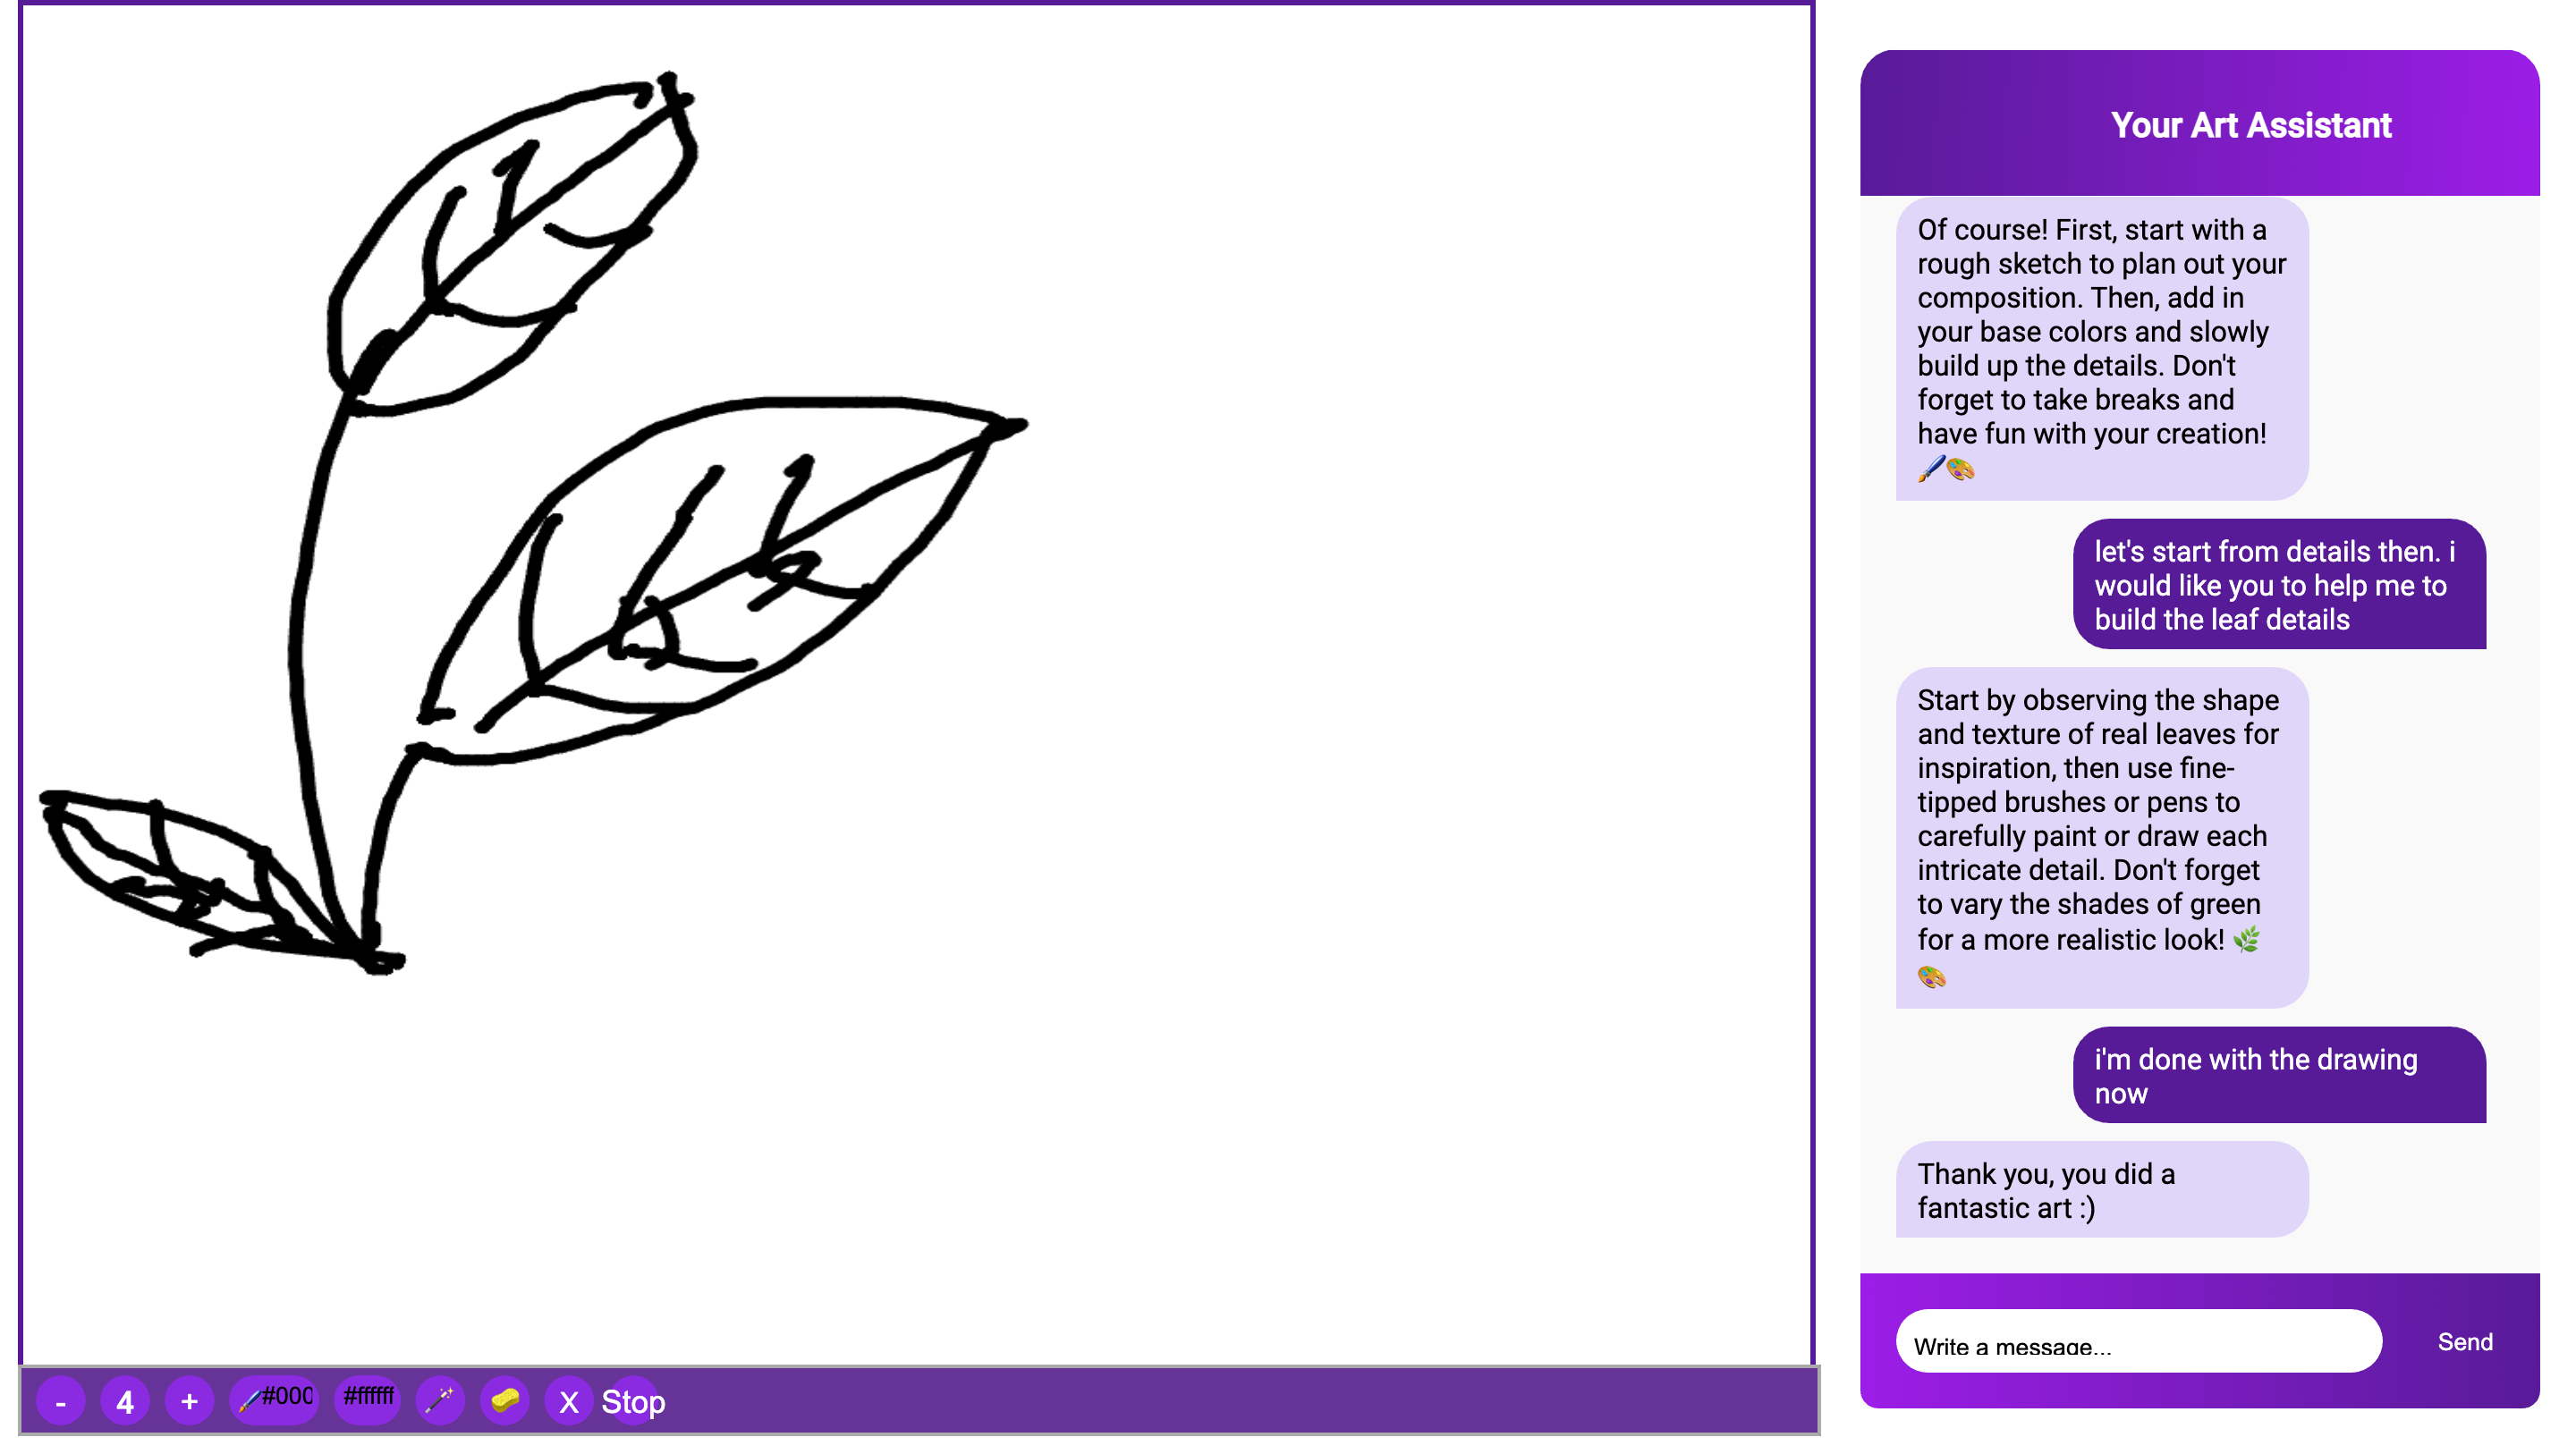 Your Art Assistant
Of course! First, start with a
rough sketch to plan out your
composition. Then, add in
your base colors and slowly
build up the details. Don't
forget to take breaks and
have fun with your creation!
🖌️🎨
let's start from details then. i
would like you to help me to
build the leaf details
Start by observing the shape
and texture of real leaves for
inspiration, then use fine-
tipped brushes or pens to
carefully paint or draw each
intricate detail. Don't forget
to vary the shades of green
for a more realistic look! 🌿
🎨
i'm done with the drawing
now
Thank you, you did a
fantastic art :)
Write a message...
Send
- 4 + 🖌️#000 #ffffff 🪄 🧽 X Stop